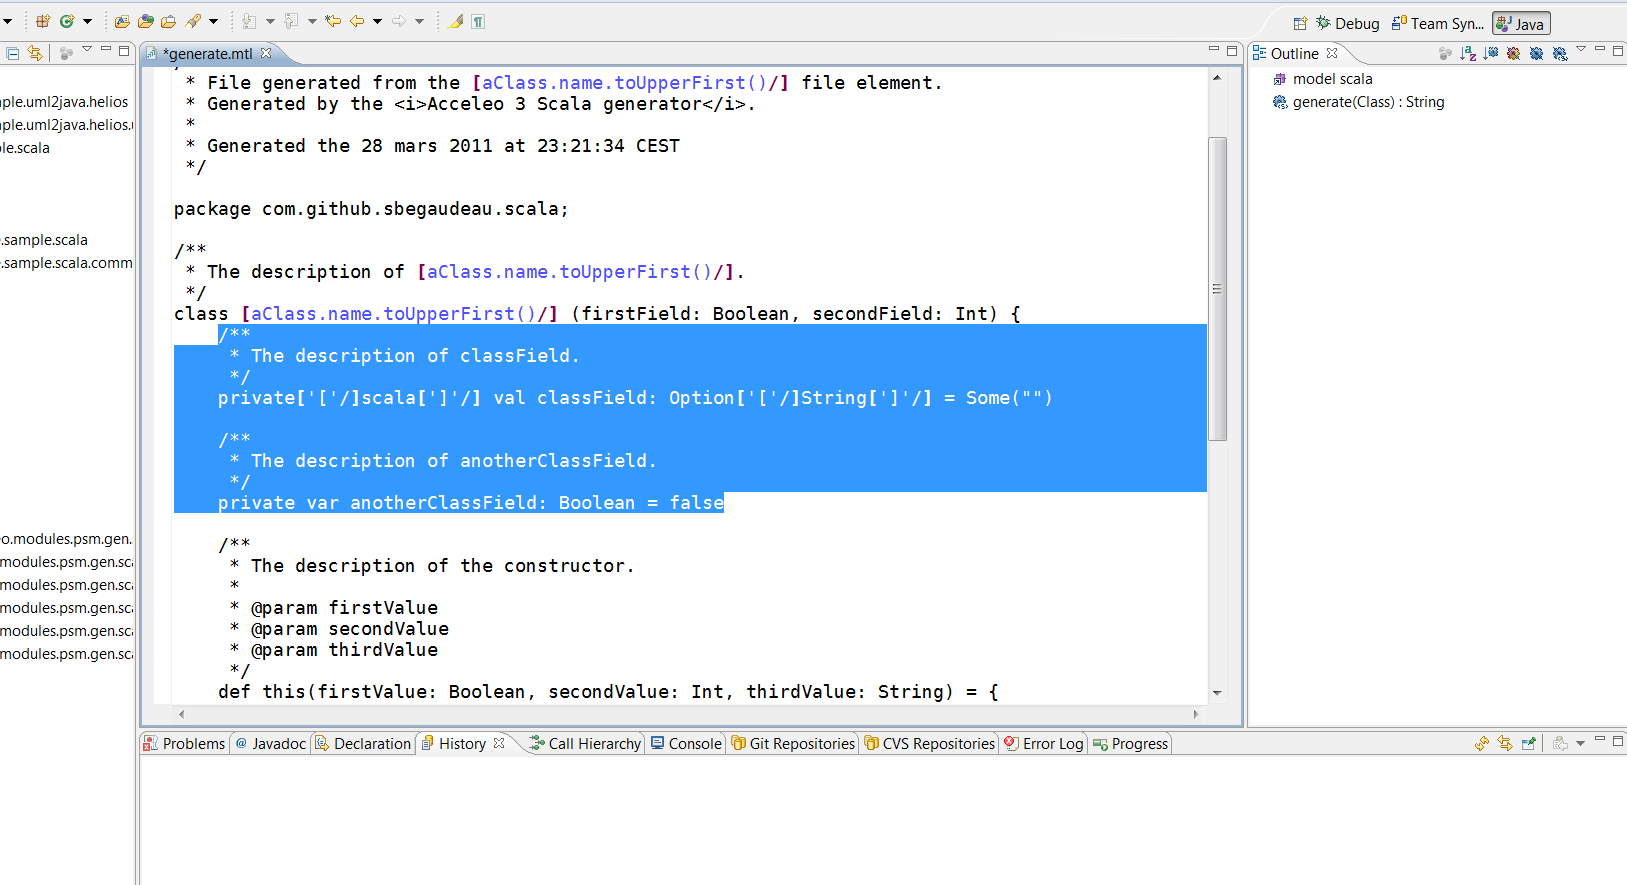 Debug
Team Syn...
Java
*generate.mtl
Outline
model scala
generate(Class) : String
ple.uml2java.helios
ple.uml2java.helios.
le.scala
.sample.scala
.sample.scala.comm
o.modules.psm.gen.
modules.psm.gen.sca
modules.psm.gen.sca
modules.psm.gen.sca
modules.psm.gen.sca
modules.psm.gen.sca
* File generated from the [aClass.name.toUpperFirst()/] file element.
* Generated by the <i>Acceleo 3 Scala generator</i>.
*
* Generated the 28 mars 2011 at 23:21:34 CEST
*/
package com.github.sbegaudeau.scala;
/**
* The description of [aClass.name.toUpperFirst()/].
*/
class [aClass.name.toUpperFirst()/] (firstField: Boolean, secondField: Int) {
/**
* The description of classField.
*/
private['['/]scala[']'/] val classField: Option['['/]String[']'/] = Some("")
/**
* The description of anotherClassField.
*/
private var anotherClassField: Boolean = false
/**
* The description of the constructor.
*
* @param firstValue
* @param secondValue
* @param thirdValue
*/
def this(firstValue: Boolean, secondValue: Int, thirdValue: String) = {
Problems
@ Javadoc
Declaration
History
Call Hierarchy
Console
Git Repositories
CVS Repositories
Error Log
Progress